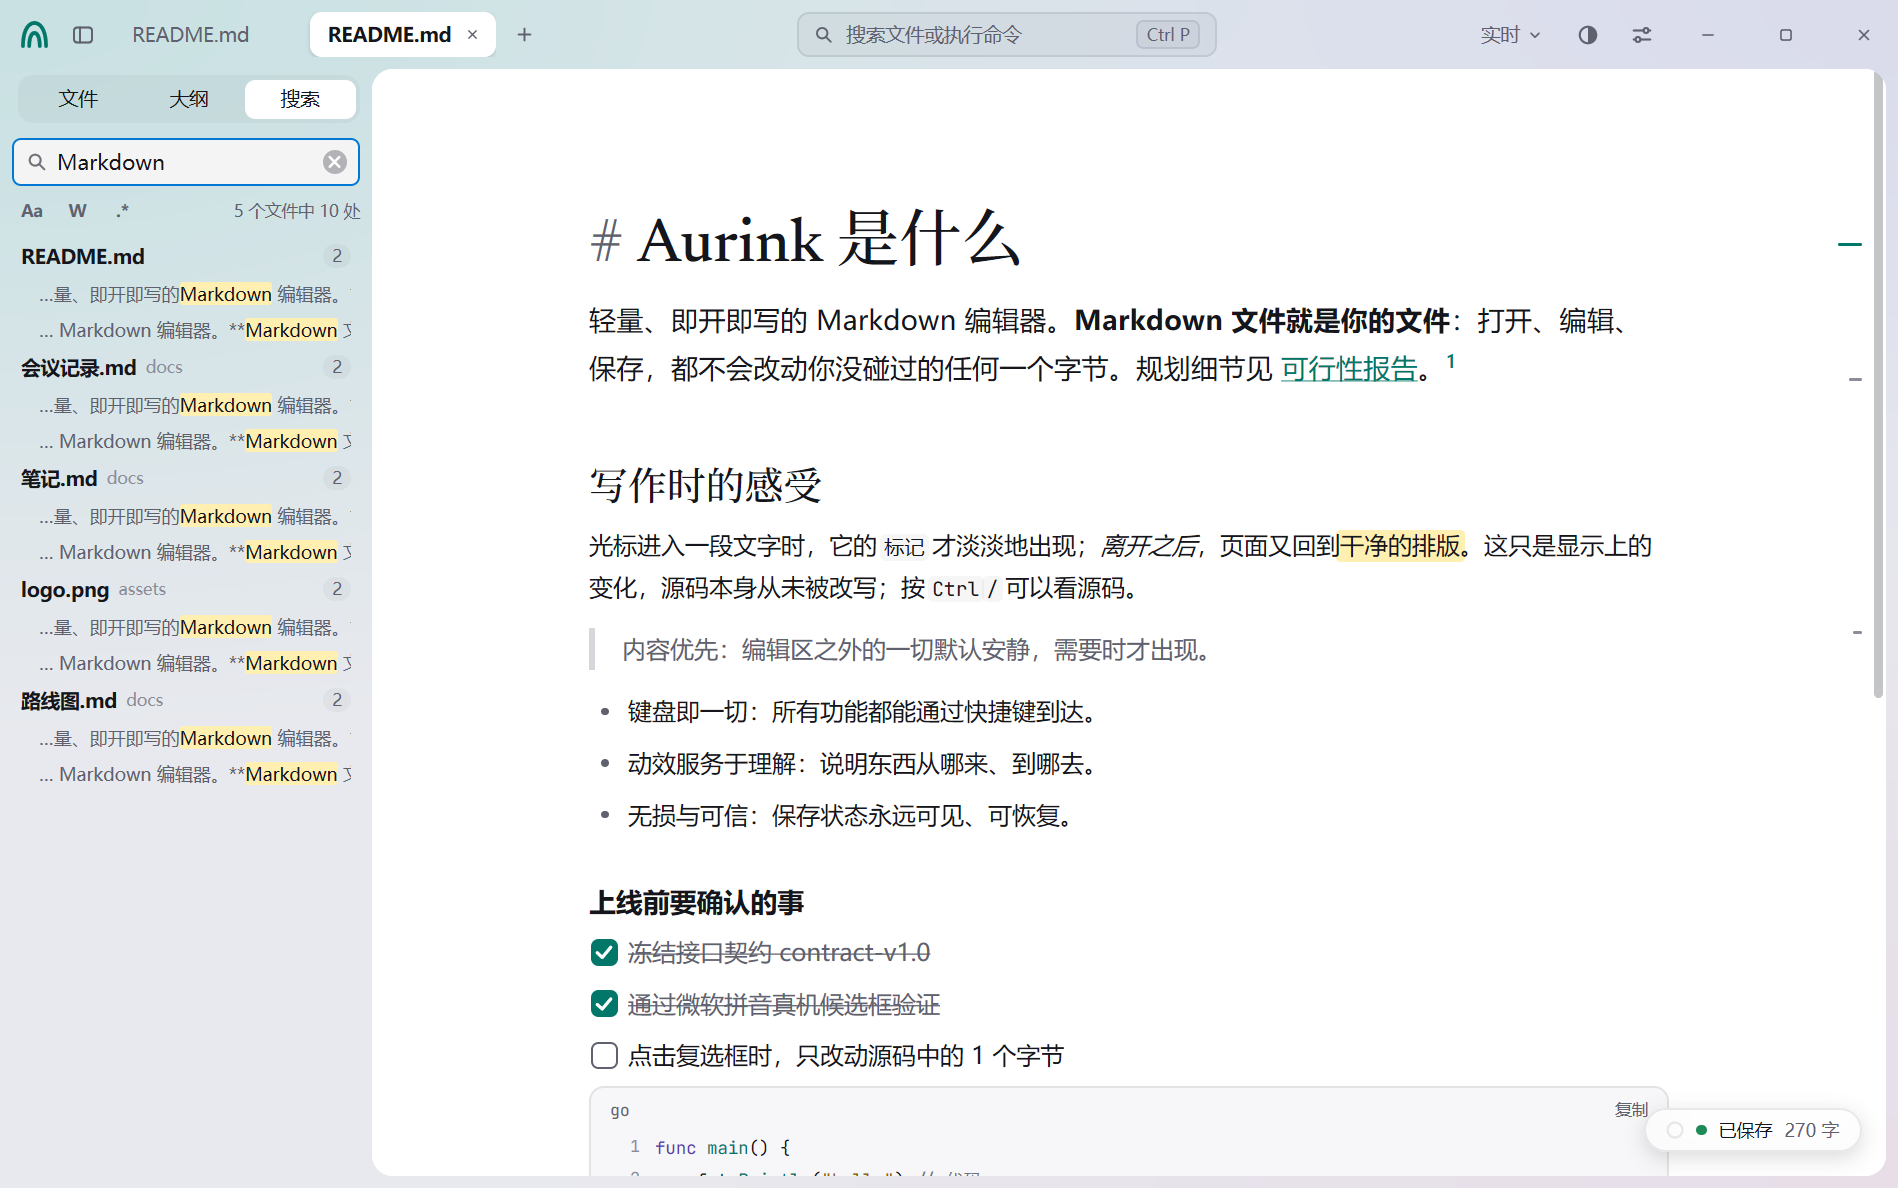 README.md
README.md
搜索文件或执行命令
Ctrl P
实时
文件
大纲
搜索
Markdown
Aa W .* 5 个文件中 10 处
README.md 2
...量、即开即写的Markdown 编辑器。
... Markdown 编辑器。**Markdown
会议记录.md docs 2
...量、即开即写的Markdown 编辑器。
... Markdown 编辑器。**Markdown
笔记.md docs 2
...量、即开即写的Markdown 编辑器。
... Markdown 编辑器。**Markdown
logo.png assets 2
...量、即开即写的Markdown 编辑器。
... Markdown 编辑器。**Markdown
路线图.md docs 2
...量、即开即写的Markdown 编辑器。
... Markdown 编辑器。**Markdown
# Aurink 是什么
轻量、即开即写的 Markdown 编辑器。Markdown 文件就是你的文件：打开、编辑、
保存，都不会改动你没碰过的任何一个字节。规划细节见 可行性报告。1
写作时的感受
光标进入一段文字时，它的 标记 才淡淡地出现；离开之后，页面又回到干净的排版。这只是显示上的
变化，源码本身从未被改写；按 Ctrl / 可以看源码。
内容优先：编辑区之外的一切默认安静，需要时才出现。
• 键盘即一切：所有功能都能通过快捷键到达。
• 动效服务于理解：说明东西从哪来、到哪去。
• 无损与可信：保存状态永远可见、可恢复。
上线前要确认的事
冻结接口契约 contract-v1.0
通过微软拼音真机候选框验证
点击复选框时，只改动源码中的 1 个字节
go
复制
1 func main() {
已保存 270 字